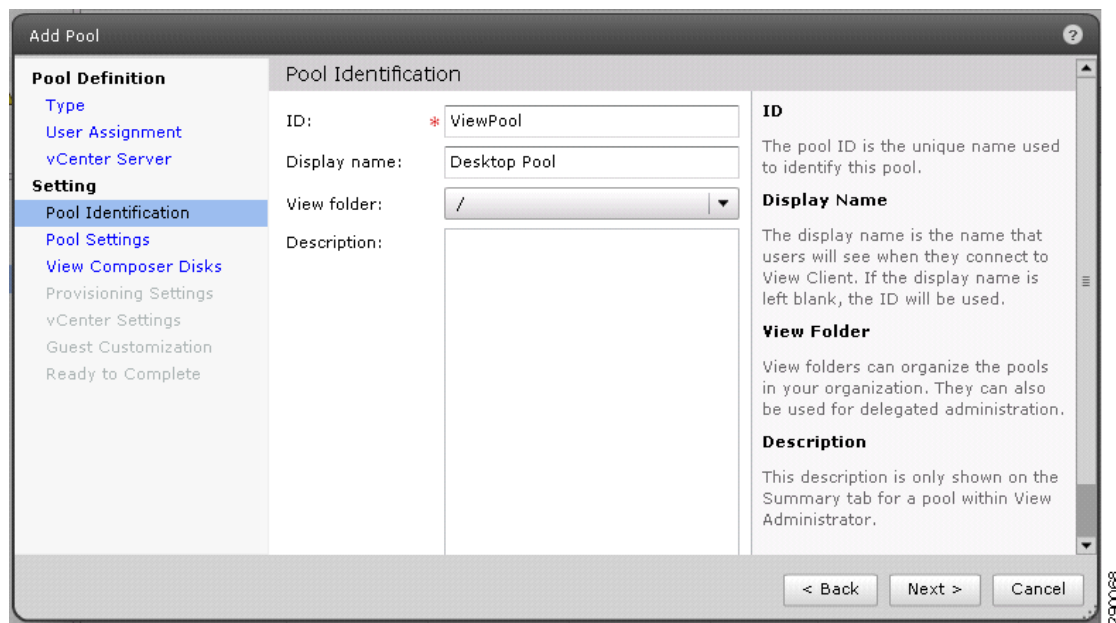 Add Pool
?
Pool Definition
Type
User Assignment
vCenter Server
Setting
Pool Identification
Pool Settings
View Composer Disks
Provisioning Settings
vCenter Settings
Guest Customization
Ready to Complete
Pool Identification
ID: * ViewPool
Display name: Desktop Pool
View folder: /
Description:
ID
The pool ID is the unique name used
to identify this pool.
Display Name
The display name is the name that
users will see when they connect to
View Client. If the display name is
left blank, the ID will be used.
View Folder
View folders can organize the pools
in your organization. They can also
be used for delegated administration.
Description
This description is only shown on the
Summary tab for a pool within View
Administrator.
< Back
Next >
Cancel
290068